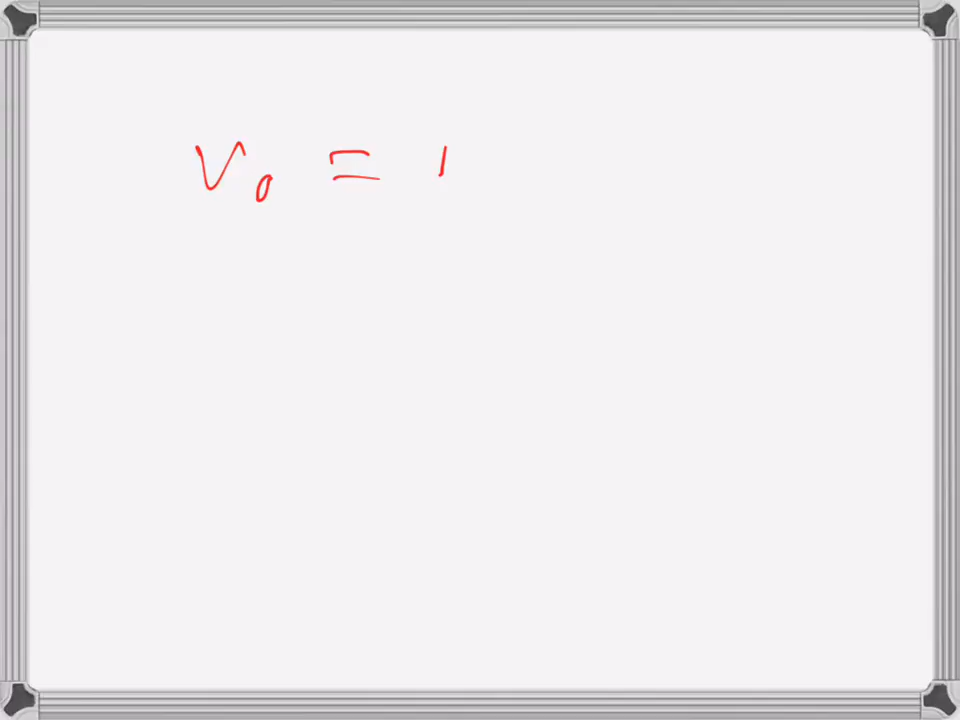 V₀ = 1